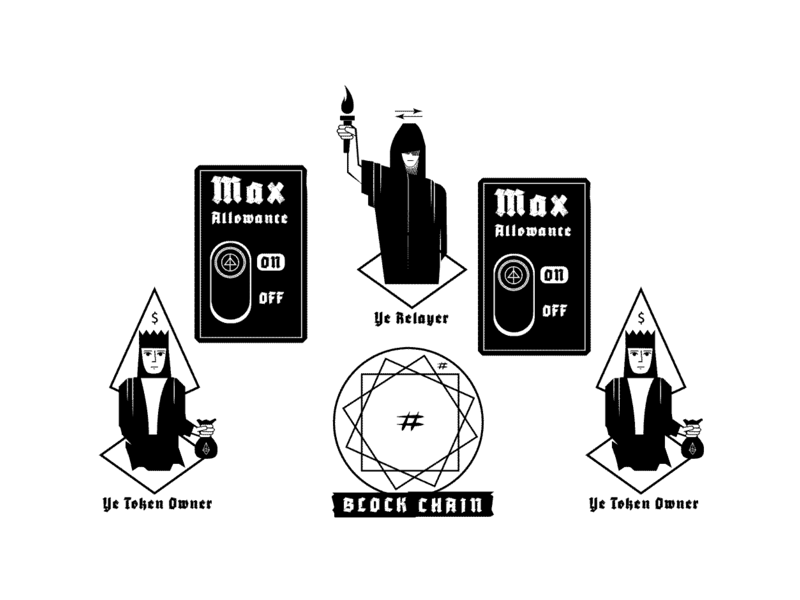 Max
Allowance
ON
OFF
Ye Relayer
Max
Allowance
ON
OFF
$
Ye Token Owner
#
#
BLOCK CHAIN
$
Ye Token Owner